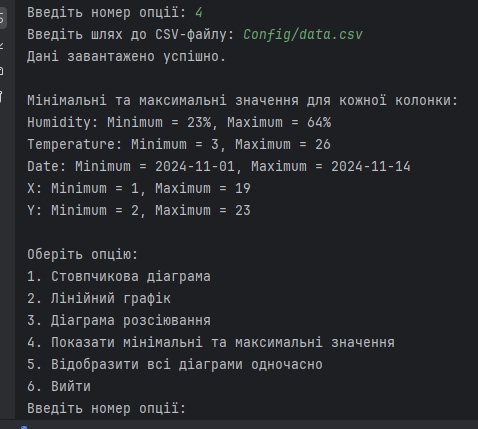 Введіть номер опції: 4
Введіть шлях до CSV-файлу: Config/data.csv
Дані завантажено успішно.
Мінімальні та максимальні значення для кожної колонки:
Humidity: Minimum = 23%, Maximum = 64%
Temperature: Minimum = 3, Maximum = 26
Date: Minimum = 2024-11-01, Maximum = 2024-11-14
X: Minimum = 1, Maximum = 19
Y: Minimum = 2, Maximum = 23
Оберіть опцію:
1. Стовпчикова діаграма
2. Лінійний графік
3. Діаграма розсіювання
4. Показати мінімальні та максимальні значення
5. Відобразити всі діаграми одночасно
6. Вийти
Введіть номер опції: